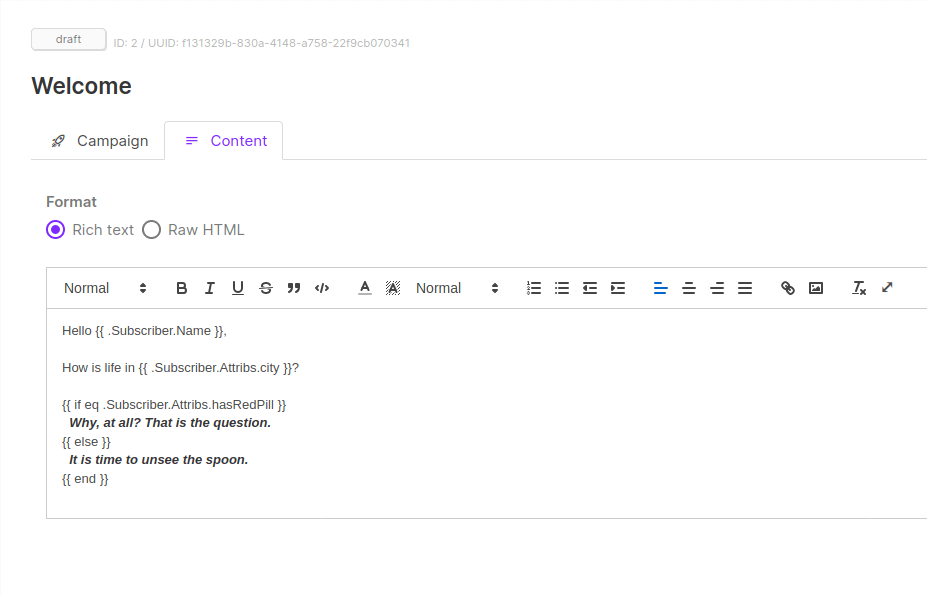 draft ID: 2 / UUID: f131329b-830a-4148-a758-22f9cb070341
Welcome
Campaign Content
Format
Rich text Raw HTML
Normal B I U S A A Normal
Hello {{ .Subscriber.Name }},
How is life in {{ .Subscriber.Attribs.city }}?
{{ if eq .Subscriber.Attribs.hasRedPill }}
Why, at all? That is the question.
{{ else }}
It is time to unsee the spoon.
{{ end }}